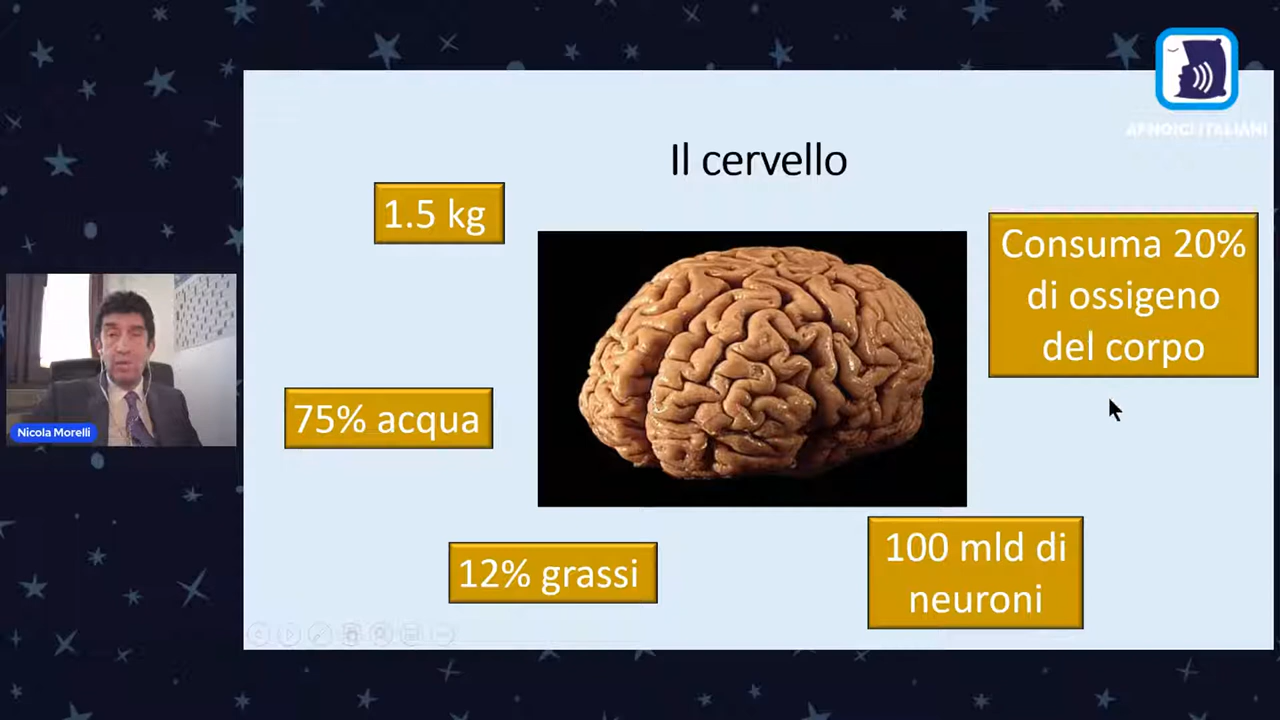 APNOICI ITALIANI
Il cervello
1.5 kg
Consuma 20%
di ossigeno
del corpo
75% acqua
Nicola Morelli
12% grassi
100 mld di
neuroni